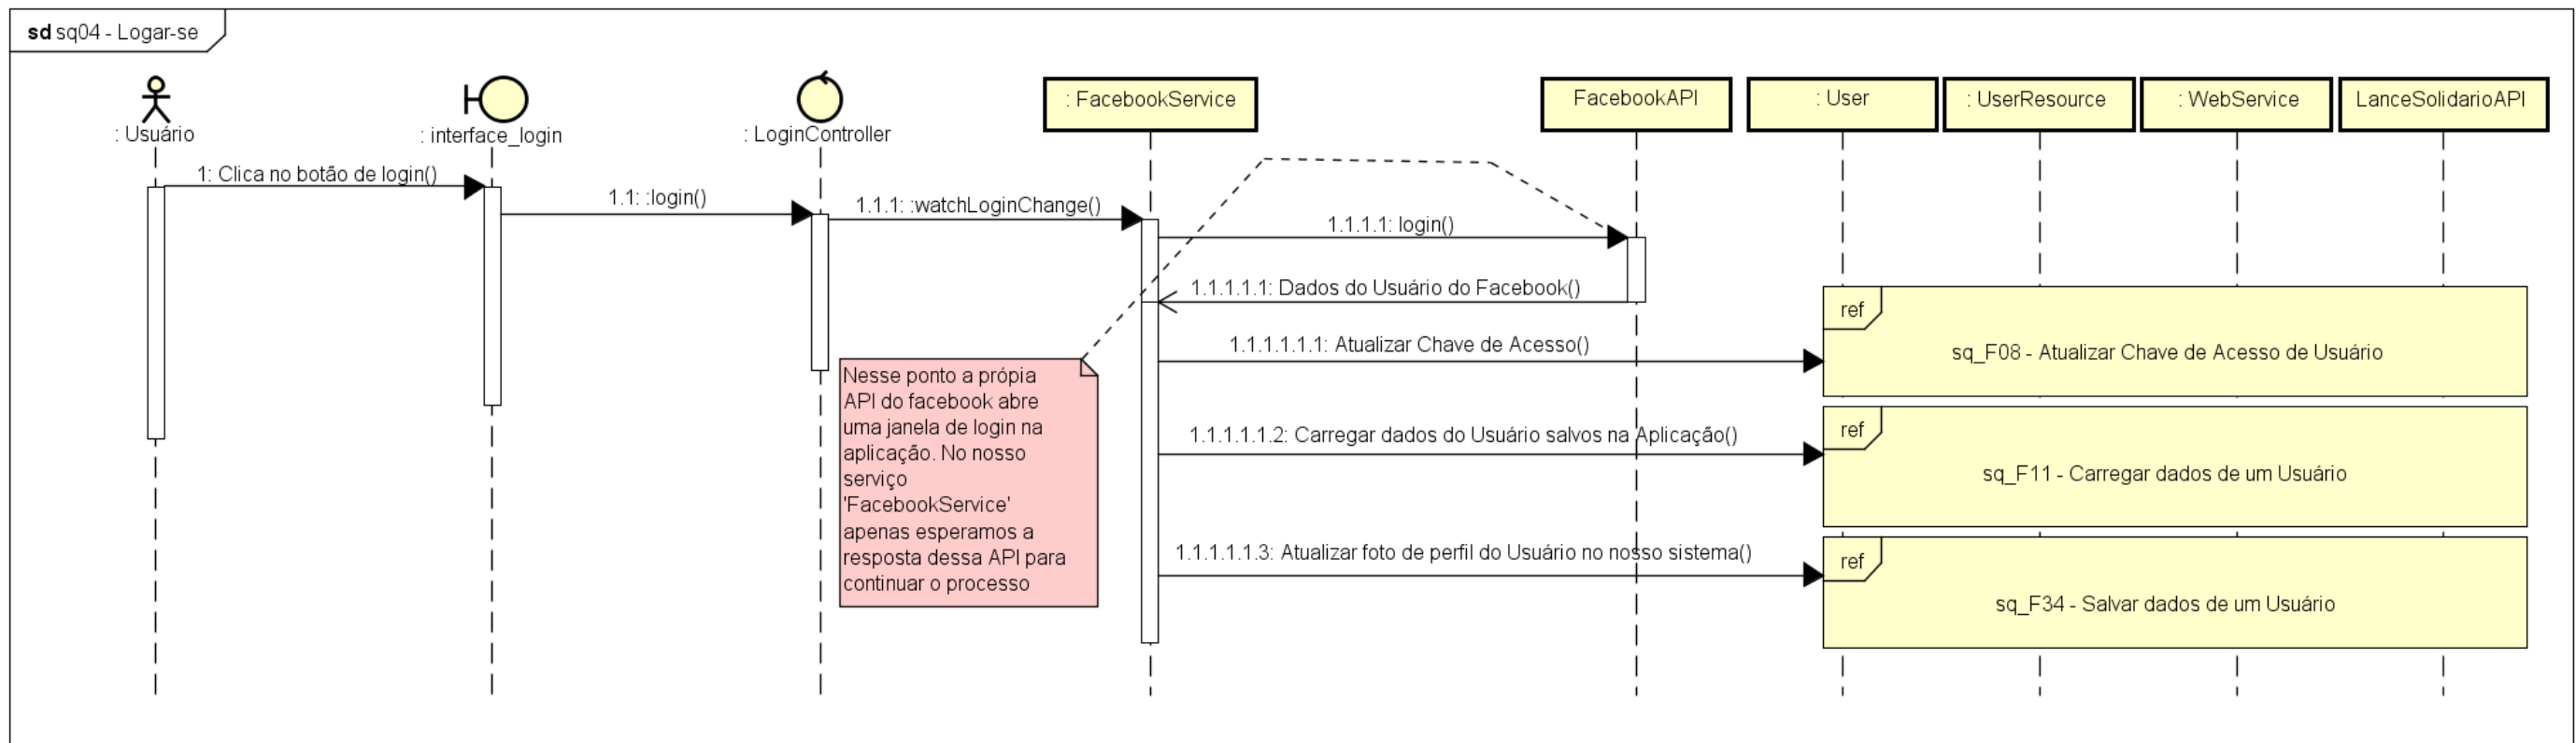 sd sq04 - Logar-se
: Usuário
: interface_login
: LoginController
: FacebookService
FacebookAPI
: User
: UserResource
: WebService
LanceSolidarioAPI
1: Clica no botão de login()
1.1: :login()
1.1.1: :watchLoginChange()
1.1.1.1: login()
1.1.1.1.1: Dados do Usuário do Facebook()
1.1.1.1.1.1: Atualizar Chave de Acesso()
ref
sq_F08 - Atualizar Chave de Acesso de Usuário
Nesse ponto a própia
API do facebook abre
uma janela de login na
aplicação. No nosso
serviço
'FacebookService'
apenas esperamos a
resposta dessa API para
continuar o processo
1.1.1.1.1.2: Carregar dados do Usuário salvos na Aplicação()
ref
sq_F11 - Carregar dados de um Usuário
1.1.1.1.1.3: Atualizar foto de perfil do Usuário no nosso sistema()
ref
sq_F34 - Salvar dados de um Usuário